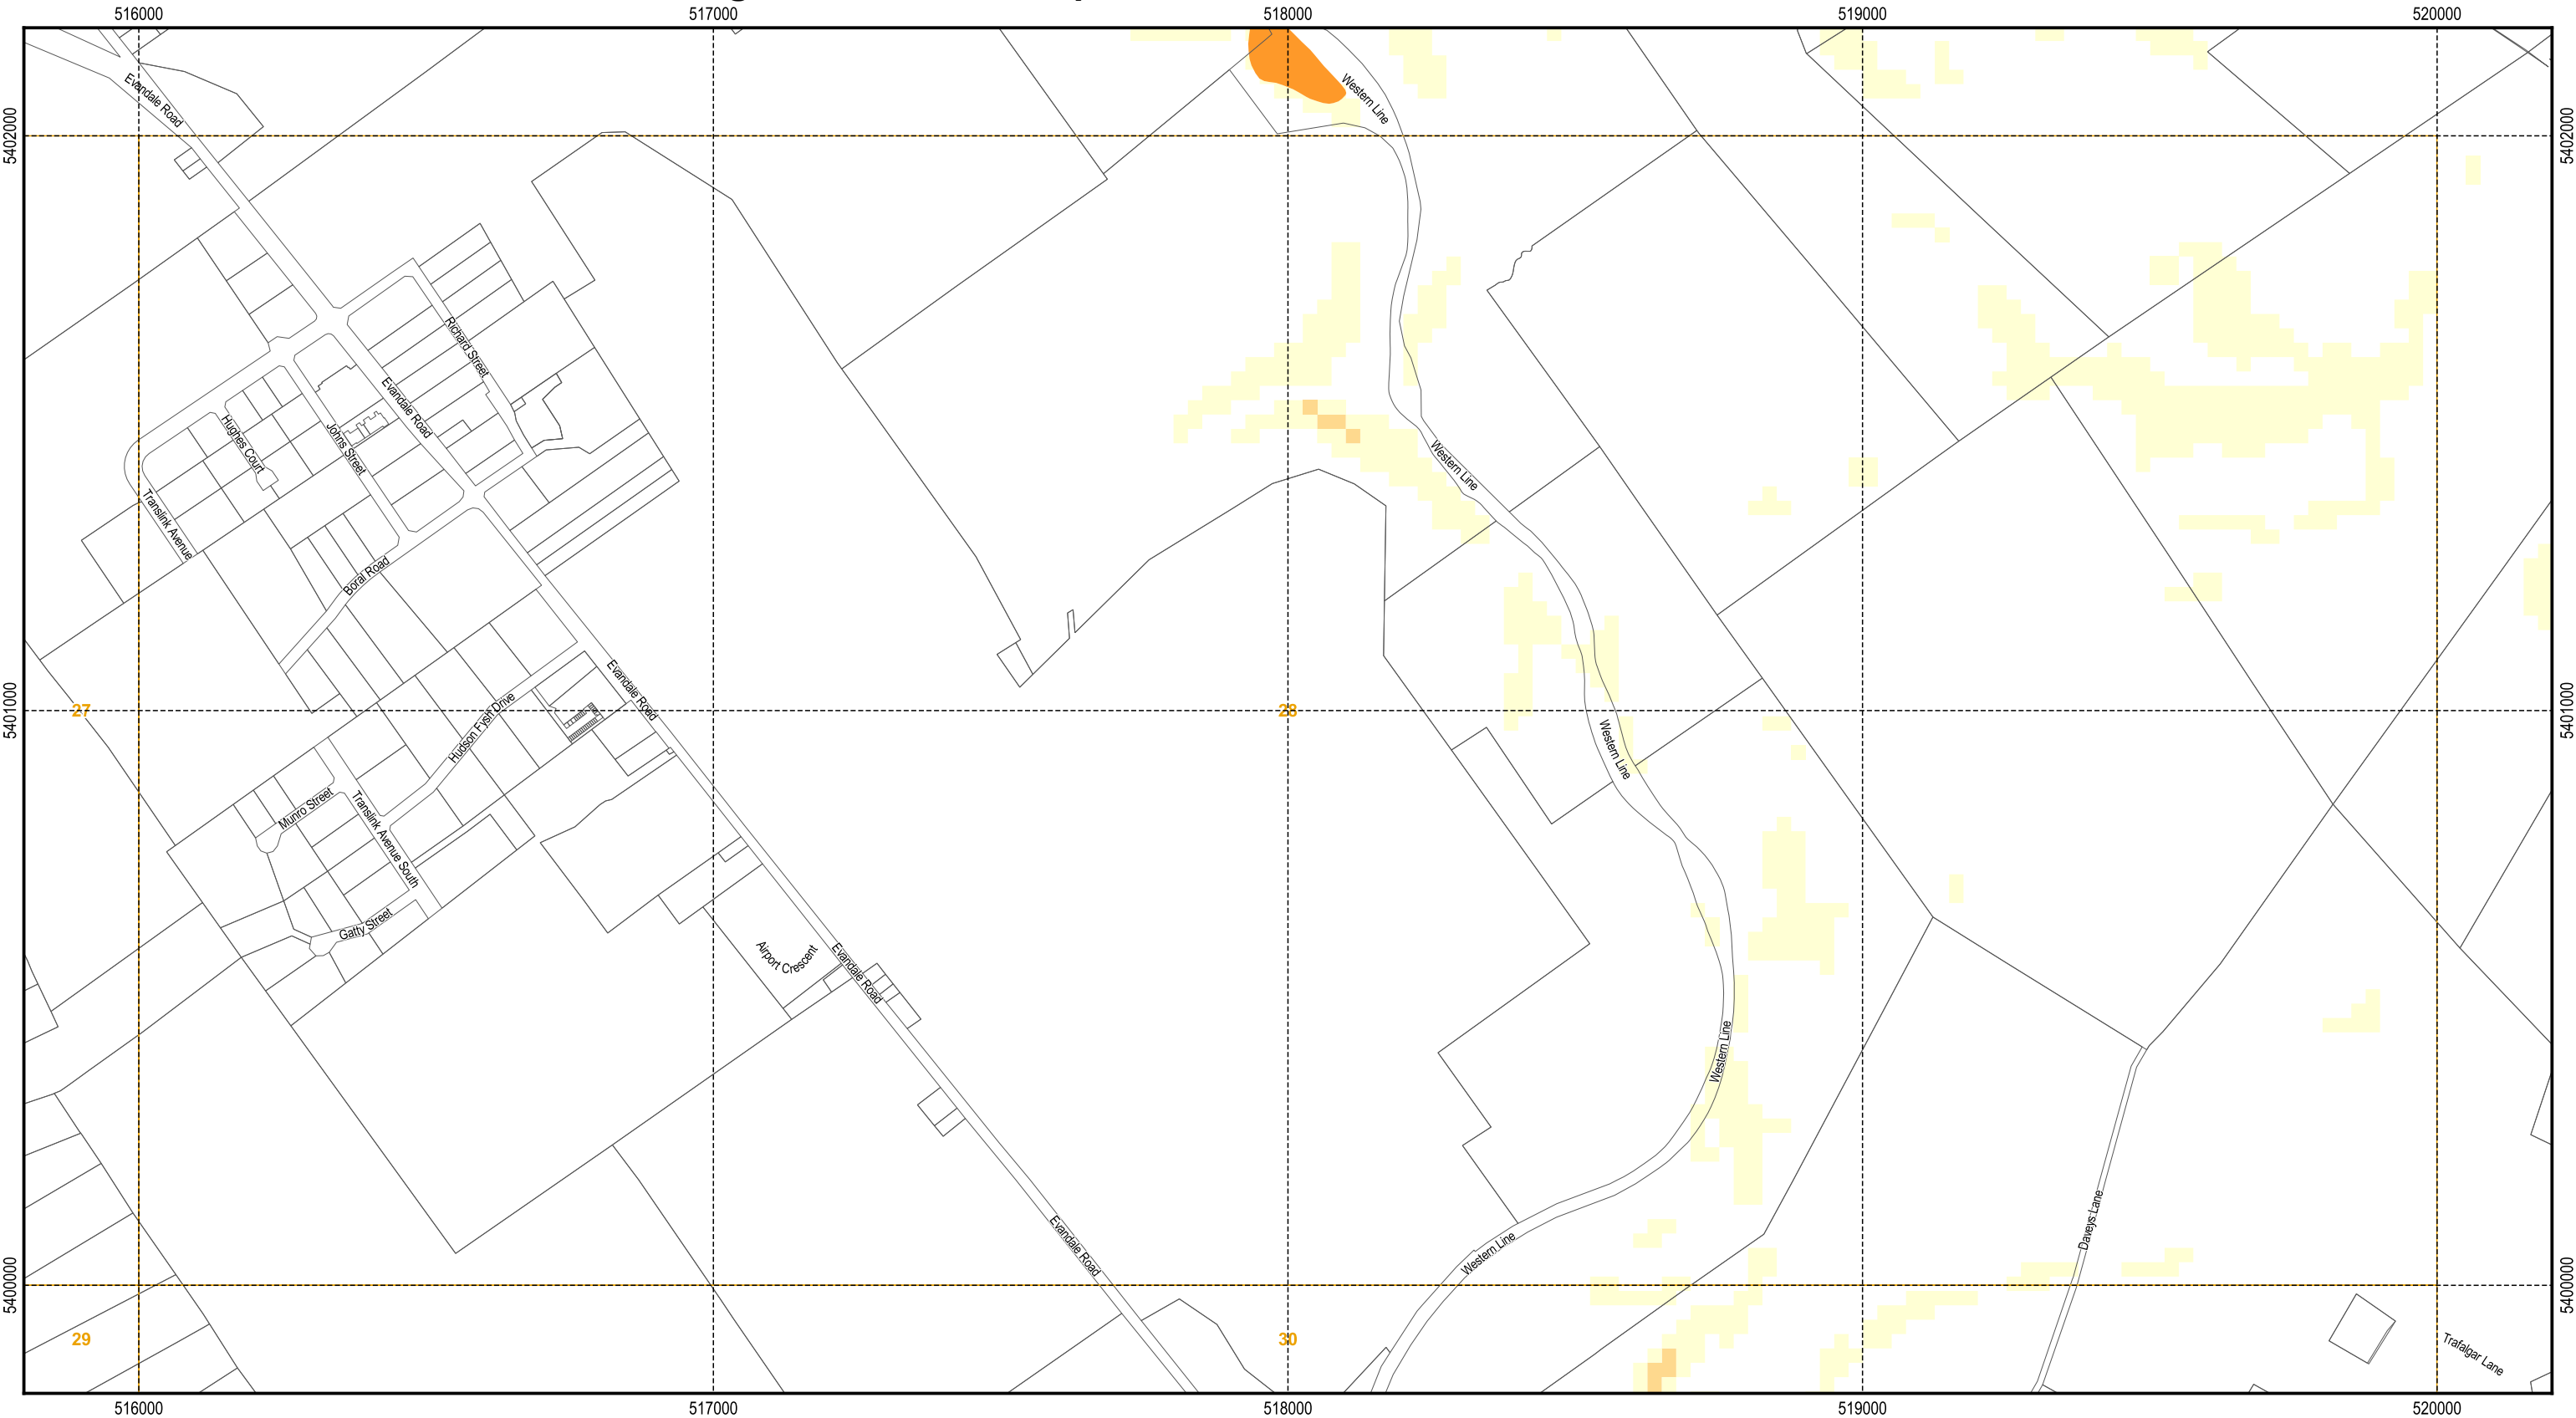 516000
517000
518000
519000
520000
Evandale Road
Western Line
5402000
5402000
Richard Street
Evandale Road
Hughes Court
Johns Street
Western Line
Translink Avenue
Boral Road
Evandale Road
Hudson Fysh Drive
5401000
27
28
5401000
Western Line
Munro Street
Translink Avenue South
Gatty Street
Airport Crescent
Evandale Road
Western Line
Daveys Lane
Evandale Road
Western Line
5400000
5400000
29
30
Trafalgar Lane
516000
517000
518000
519000
520000